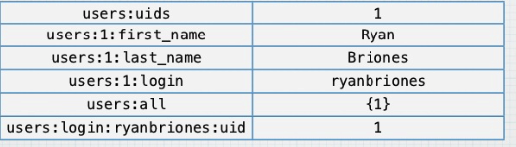 users:uids 1
users:1:first_name Ryan
users:1:last_name Briones
users:1:login ryanbriones
users:all {1}
users:login:ryanbriones:uid 1